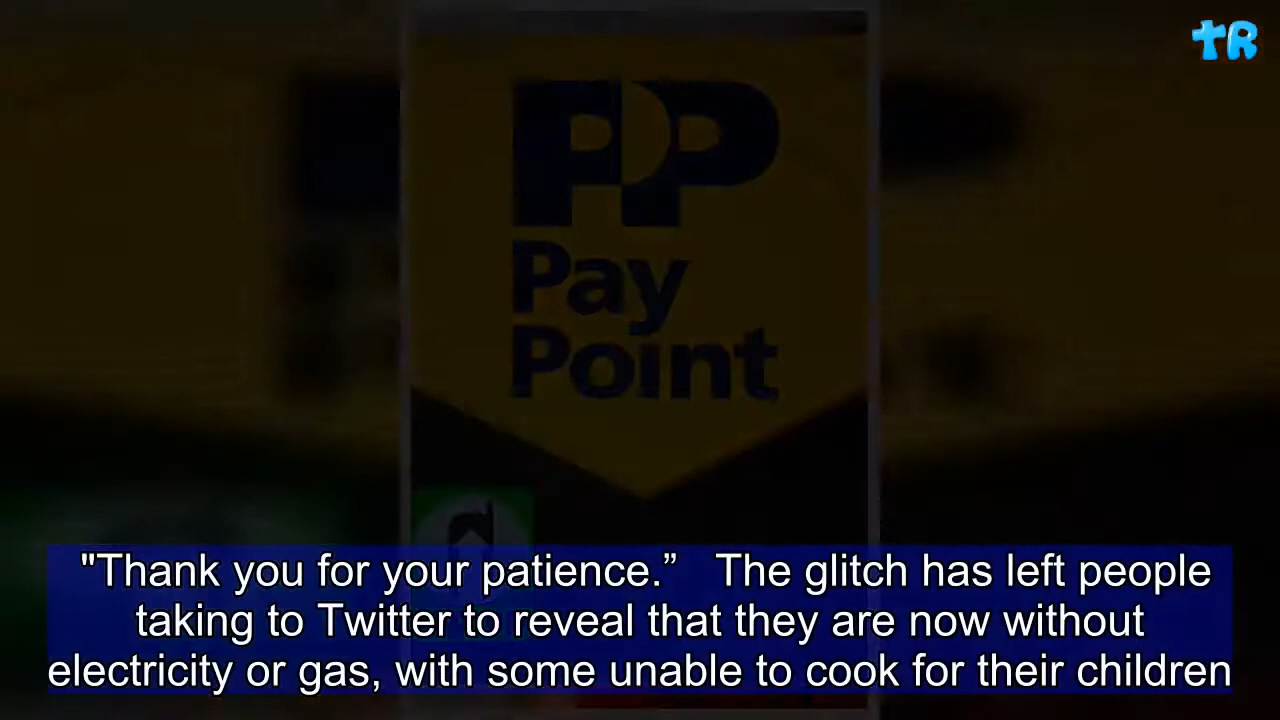 TR
PP
Pay
Point
"Thank you for your patience.”   The glitch has left people
taking to Twitter to reveal that they are now without
electricity or gas, with some unable to cook for their children